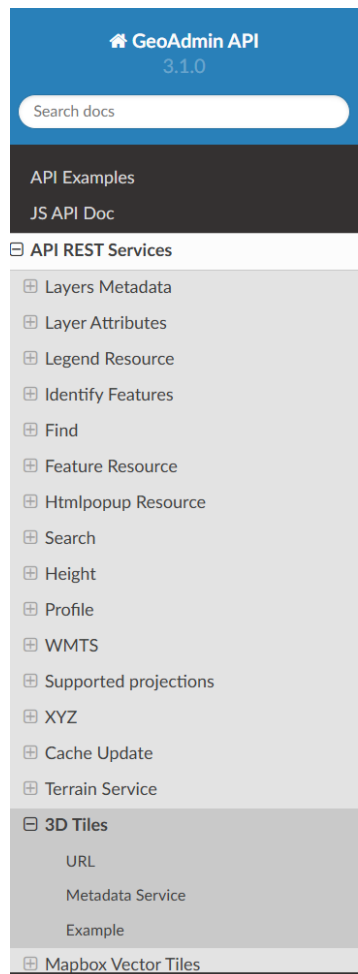 GeoAdmin API
3.1.0
Search docs
API Examples
JS API Doc
API REST Services
Layers Metadata
Layer Attributes
Legend Resource
Identify Features
Find
Feature Resource
Htmlpopup Resource
Search
Height
Profile
WMTS
Supported projections
XYZ
Cache Update
Terrain Service
3D Tiles
URL
Metadata Service
Example
Mapbox Vector Tiles